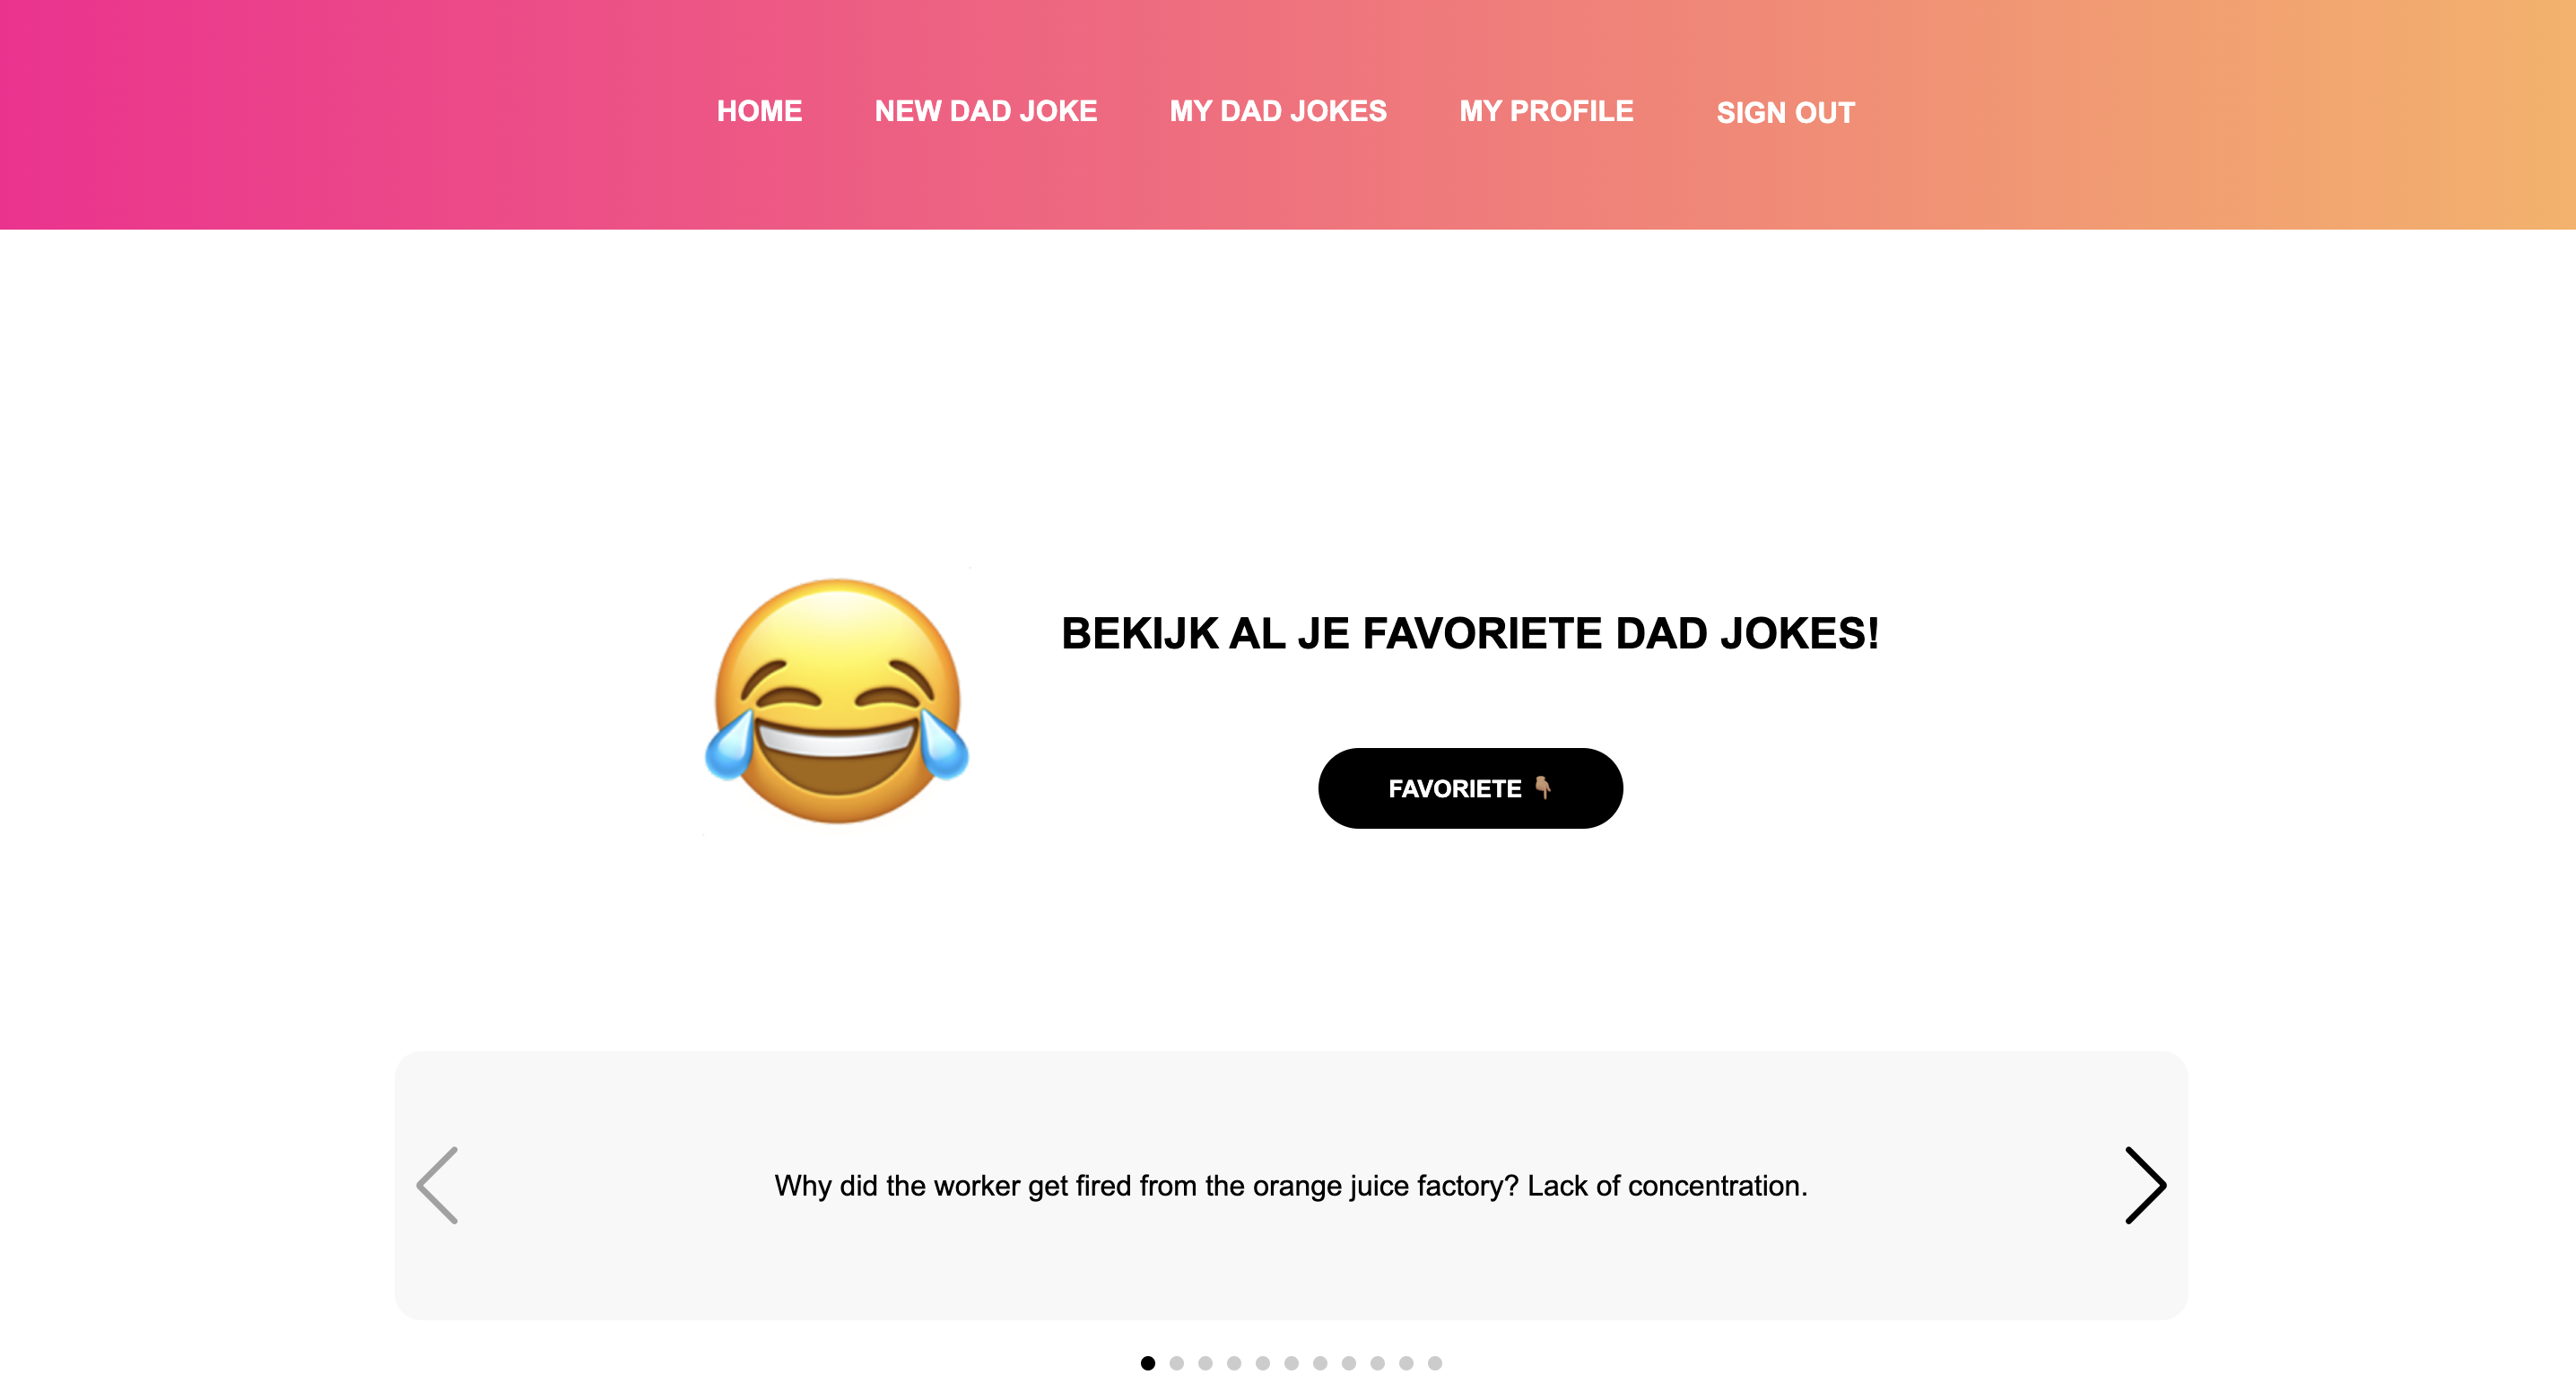 HOME NEW DAD JOKE MY DAD JOKES MY PROFILE SIGN OUT
BEKIJK AL JE FAVORIETE DAD JOKES!
FAVORIETE 👇🏽
Why did the worker get fired from the orange juice factory? Lack of concentration.